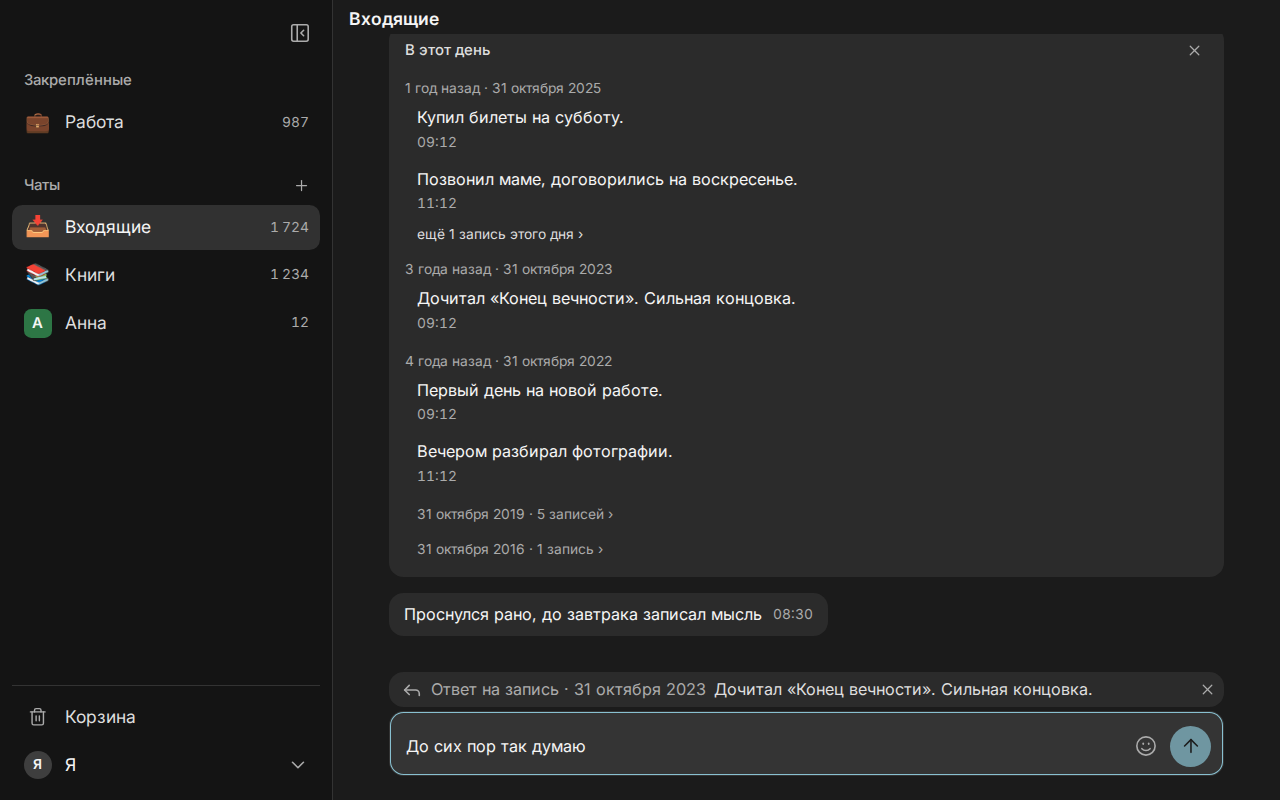 Закреплённые
Работа 987
Чаты
Входящие 1 724
Книги 1 234
А Анна 12
Корзина
Я Я
Входящие
В этот день
1 год назад · 31 октября 2025
Купил билеты на субботу.
09:12
Позвонил маме, договорились на воскресенье.
11:12
ещё 1 запись этого дня ›
3 года назад · 31 октября 2023
Дочитал «Конец вечности». Сильная концовка.
09:12
4 года назад · 31 октября 2022
Первый день на новой работе.
09:12
Вечером разбирал фотографии.
11:12
31 октября 2019 · 5 записей ›
31 октября 2016 · 1 запись ›
Проснулся рано, до завтрака записал мысль 08:30
Ответ на запись · 31 октября 2023 Дочитал «Конец вечности». Сильная концовка.
До сих пор так думаю